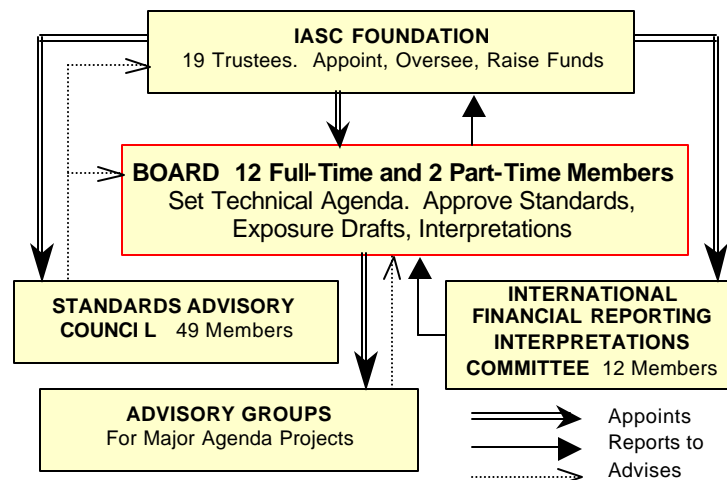 IASC FOUNDATION
19 Trustees. Appoint, Oversee, Raise Funds
BOARD 12 Full-Time and 2 Part-Time Members
Set Technical Agenda. Approve Standards,
Exposure Drafts, Interpretations
STANDARDS ADVISORY
COUNCI L 49 Members
INTERNATIONAL
FINANCIAL REPORTING
INTERPRETATIONS
COMMITTEE 12 Members
ADVISORY GROUPS
For Major Agenda Projects
Appoints
Reports to
Advises